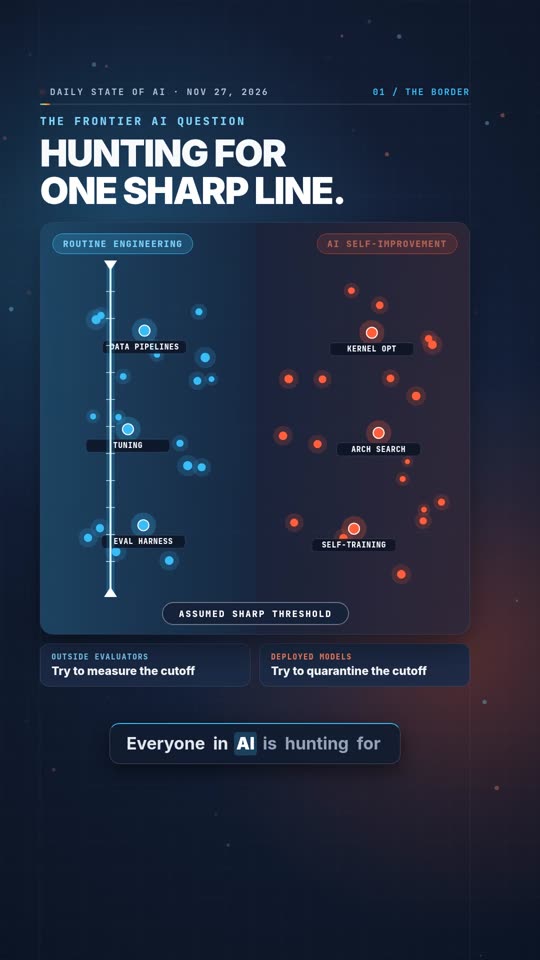 DAILY STATE OF AI · NOV 27, 2026
01 / THE BORDER
THE FRONTIER AI QUESTION
HUNTING FOR
ONE SHARP LINE.
ROUTINE ENGINEERING
AI SELF-IMPROVEMENT
DATA PIPELINES
KERNEL OPT
TUNING
ARCH SEARCH
EVAL HARNESS
SELF-TRAINING
ASSUMED SHARP THRESHOLD
OUTSIDE EVALUATORS
Try to measure the cutoff
DEPLOYED MODELS
Try to quarantine the cutoff
Everyone in AI is hunting for